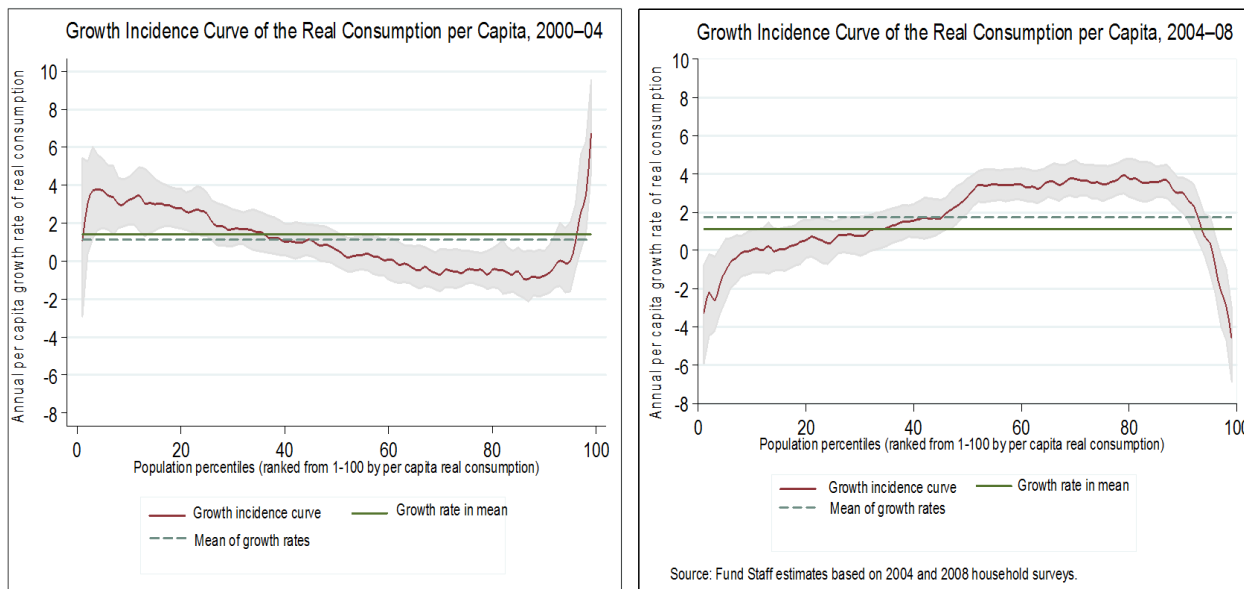 Growth Incidence Curve of the Real Consumption per Capita, 2000–04
Annual per capita growth rate of real consumption
10
8
6
4
2
0
-2
-4
-6
-8
0
20
40
60
80
100
Population percentiles (ranked from 1-100 by per capita real consumption)
Growth incidence curve
Growth rate in mean
Mean of growth rates
Growth Incidence Curve of the Real Consumption per Capita, 2004–08
Annual per capita growth rate of real consumption
10
8
6
4
2
0
-2
-4
-6
-8
0
20
40
60
80
100
Population percentiles (ranked from 1-100 by per capita real consumption)
Growth incidence curve
Growth rate in mean
Mean of growth rates
Source: Fund Staff estimates based on 2004 and 2008 household surveys.